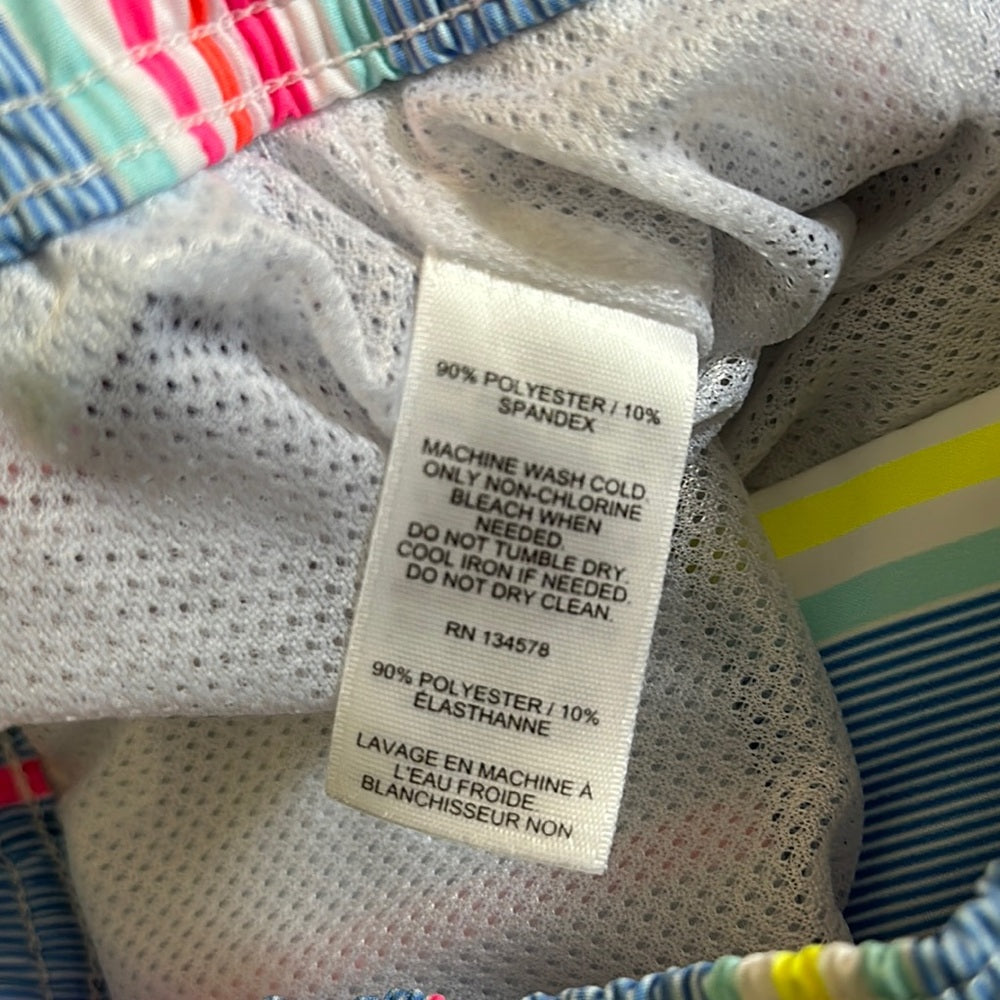 90% POLYESTER / 10%
SPANDEX
MACHINE WASH COLD.
ONLY NON-CHLORINE
BLEACH WHEN
NEEDED.
DO NOT TUMBLE DRY.
COOL IRON IF NEEDED.
DO NOT DRY CLEAN.
RN 134578
90% POLYESTER / 10%
ÉLASTHANNE
LAVAGE EN MACHINE À
L'EAU FROIDE.
BLANCHISSEUR NON